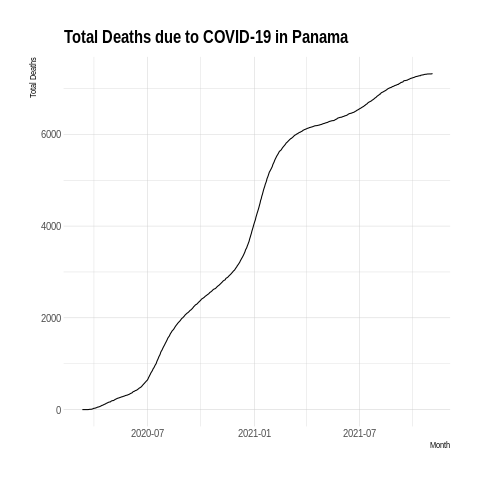 Total Deaths due to COVID-19 in Panama
Total Deaths
6000
4000
2000
0
2020-07 2021-01 2021-07
Month